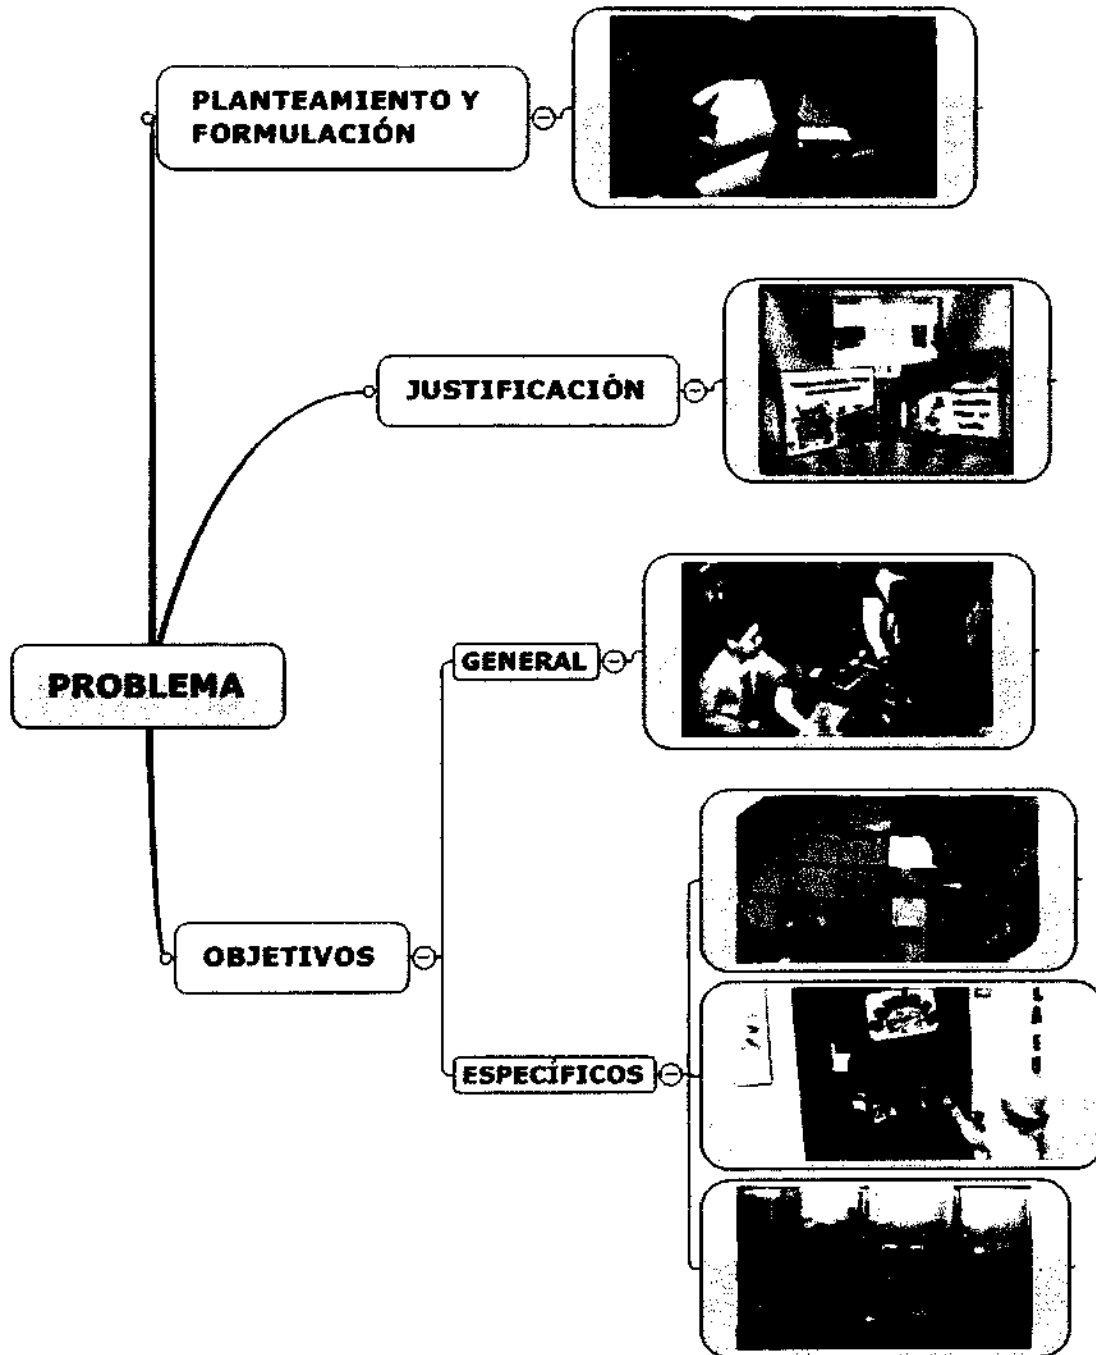 PLANTEAMIENTO Y
FORMULACIÓN
JUSTIFICACIÓN
GENERAL
PROBLEMA
OBJETIVOS
ESPECÍFICOS